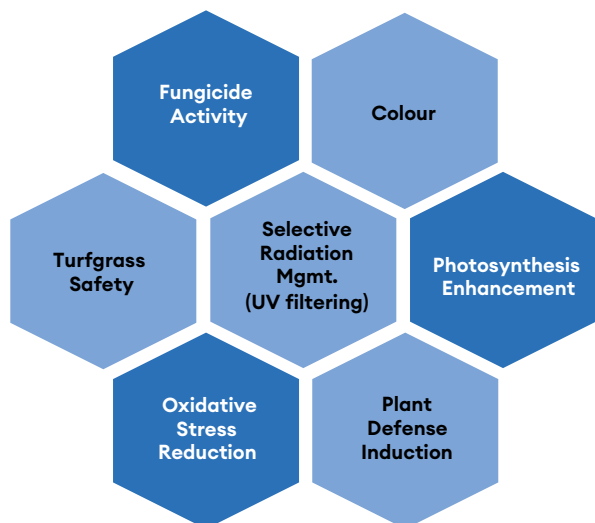 Fungicide
Activity
Colour
Turfgrass
Safety
Selective
Radiation
Mgmt.
(UV filtering)
Photosynthesis
Enhancement
Oxidative
Stress
Reduction
Plant
Defense
Induction